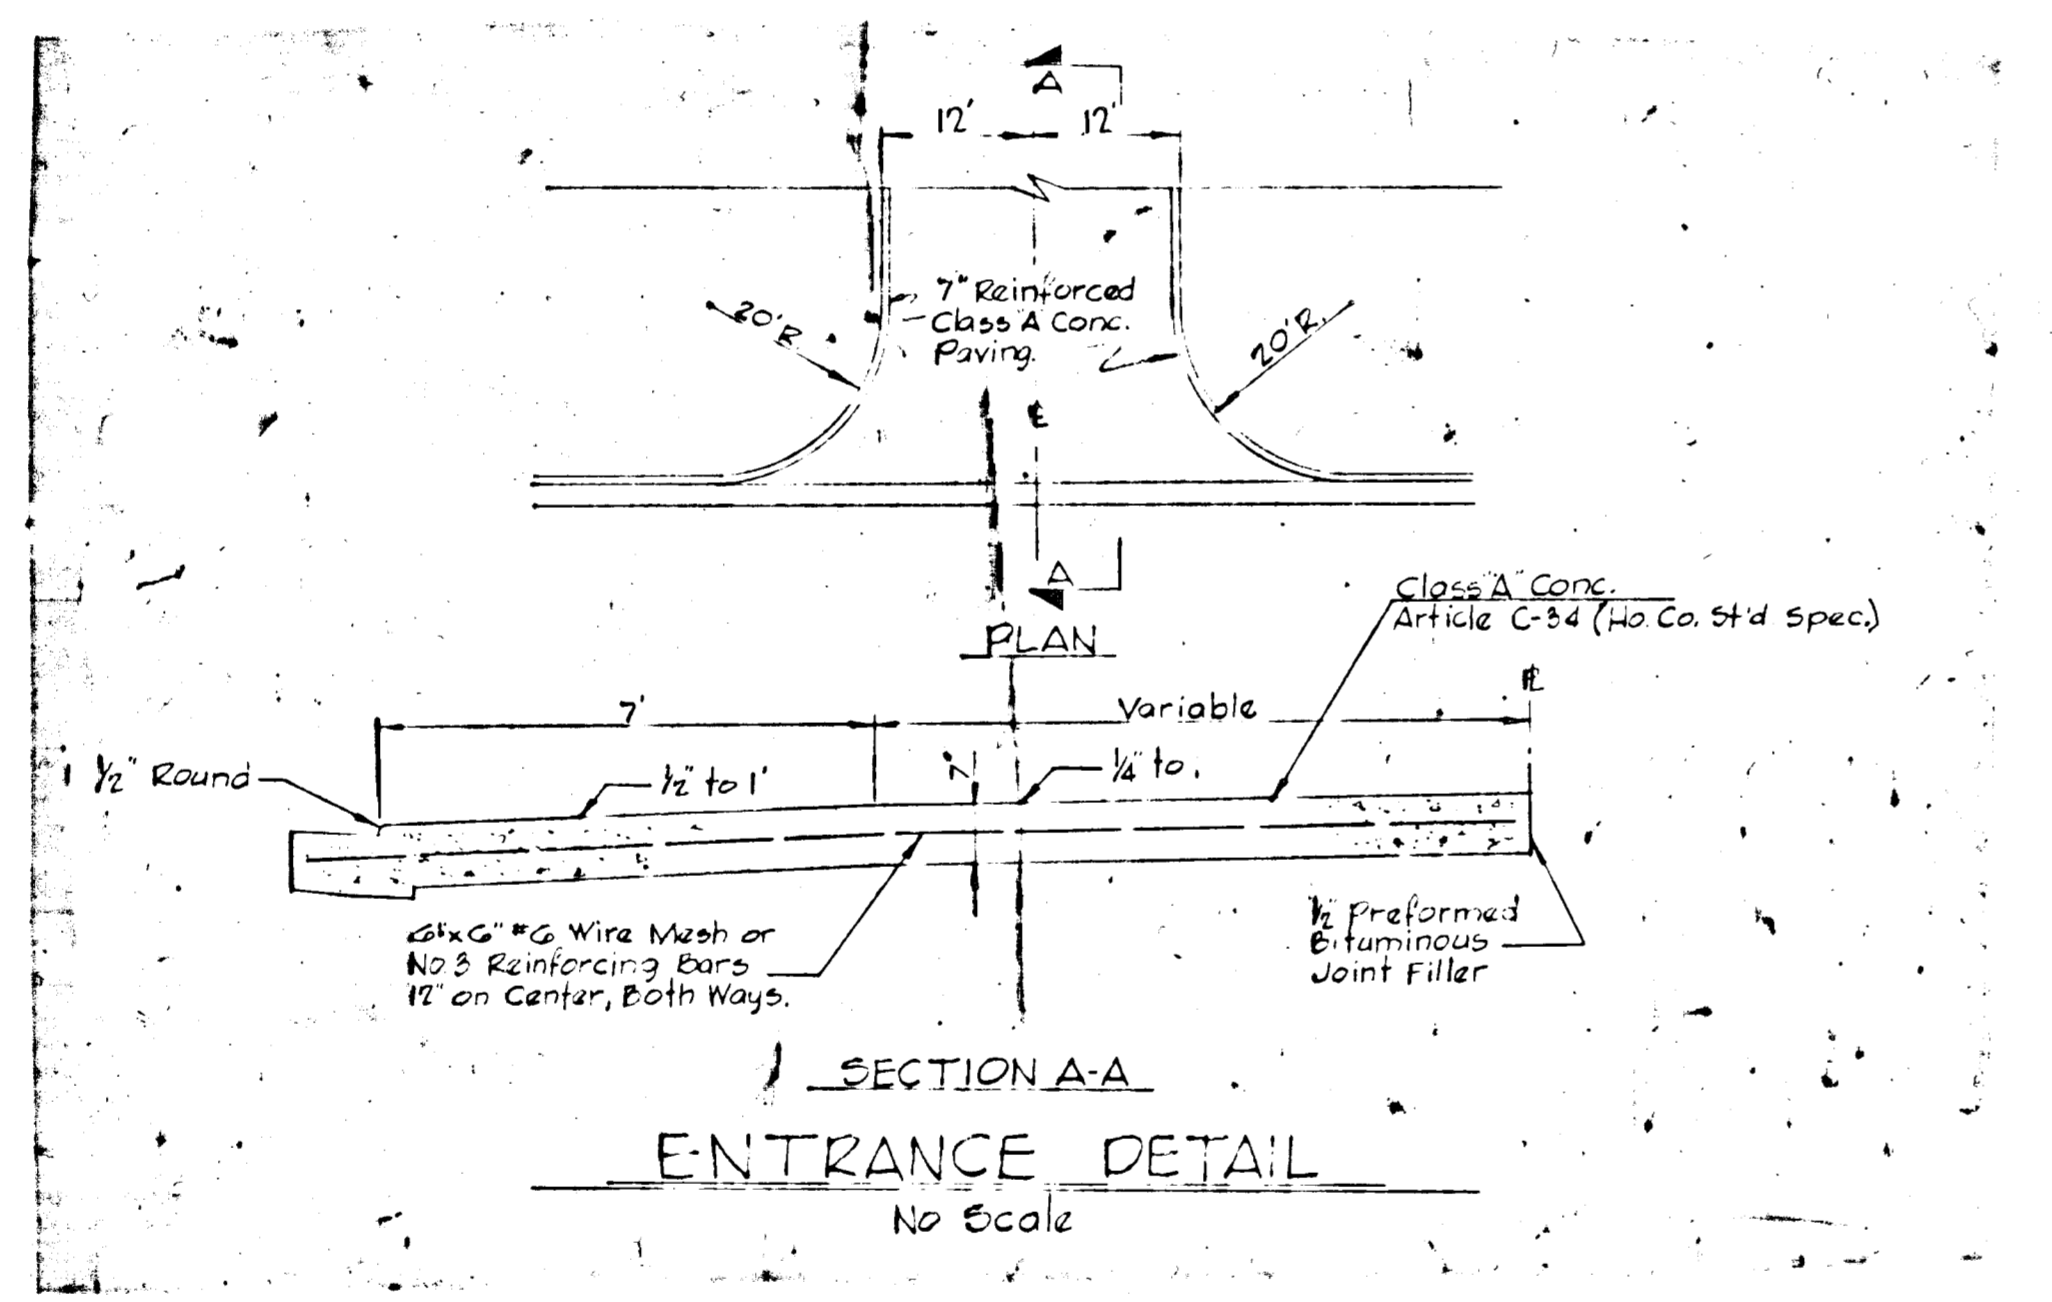 A
12' 12'
7" Reinforced
Class "A" Conc.
Paving.
20'R
20'R.
℄
A
PLAN
Class "A" Conc.
Article C-34 (Ho. Co. St'd. Spec.)
℄
7'
Variable
1/2" Round
1/2" to 1'
7"
1/4" to
6"x6" #6 Wire Mesh or
No. 3 Reinforcing Bars
12" on Center, Both Ways.
1/2" Preformed
Bituminous
Joint Filler
SECTION A-A
ENTRANCE DETAIL
No Scale